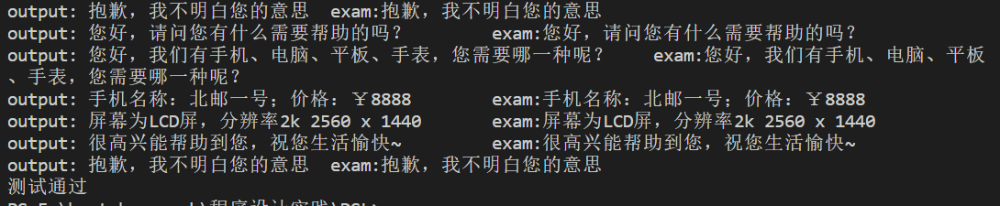 output: 抱歉，我不明白您的意思  exam:抱歉，我不明白您的意思
output: 您好，请问您有什么需要帮助的吗？        exam:您好，请问您有什么需要帮助的吗？
output: 您好，我们有手机、电脑、平板、手表，您需要哪一种呢？    exam:您好，我们有手机、电脑、平板
、手表，您需要哪一种呢？
output: 手机名称：北邮一号；价格：￥8888        exam:手机名称：北邮一号；价格：￥8888
output: 屏幕为LCD屏，分辨率2k 2560 x 1440       exam:屏幕为LCD屏，分辨率2k 2560 x 1440
output: 很高兴能帮助到您，祝您生活愉快~         exam:很高兴能帮助到您，祝您生活愉快~
output: 抱歉，我不明白您的意思  exam:抱歉，我不明白您的意思
测试通过